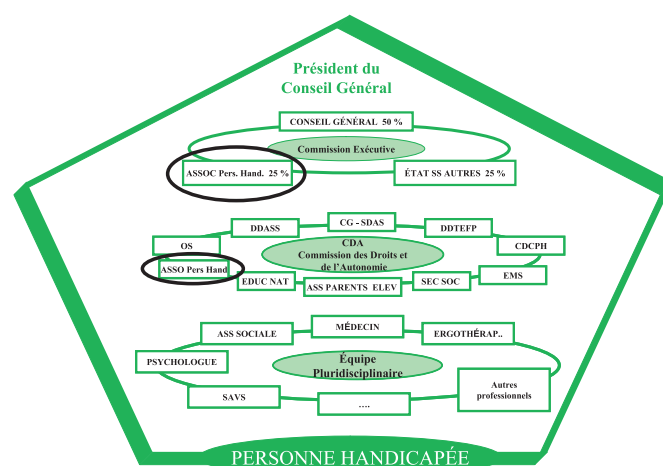 Président du
Conseil Général
CONSEIL GÉNÉRAL 50 %
Commission Exécutive
ASSOC Pers. Hand. 25 %
ÉTAT SS AUTRES 25 %
CG - SDAS
DDASS
DDTEFP
OS
CDA
Commission des Droits et
de l'Autonomie
CDCPH
ASSO Pers Hand
EMS
EDUC NAT
ASS PARENTS ELEV
SEC SOC
MÉDECIN
ASS SOCIALE
ERGOTHÉRAP..
PSYCHOLOGUE
Équipe
Pluridisciplinaire
Autres
professionnels
SAVS
....
PERSONNE HANDICAPÉE